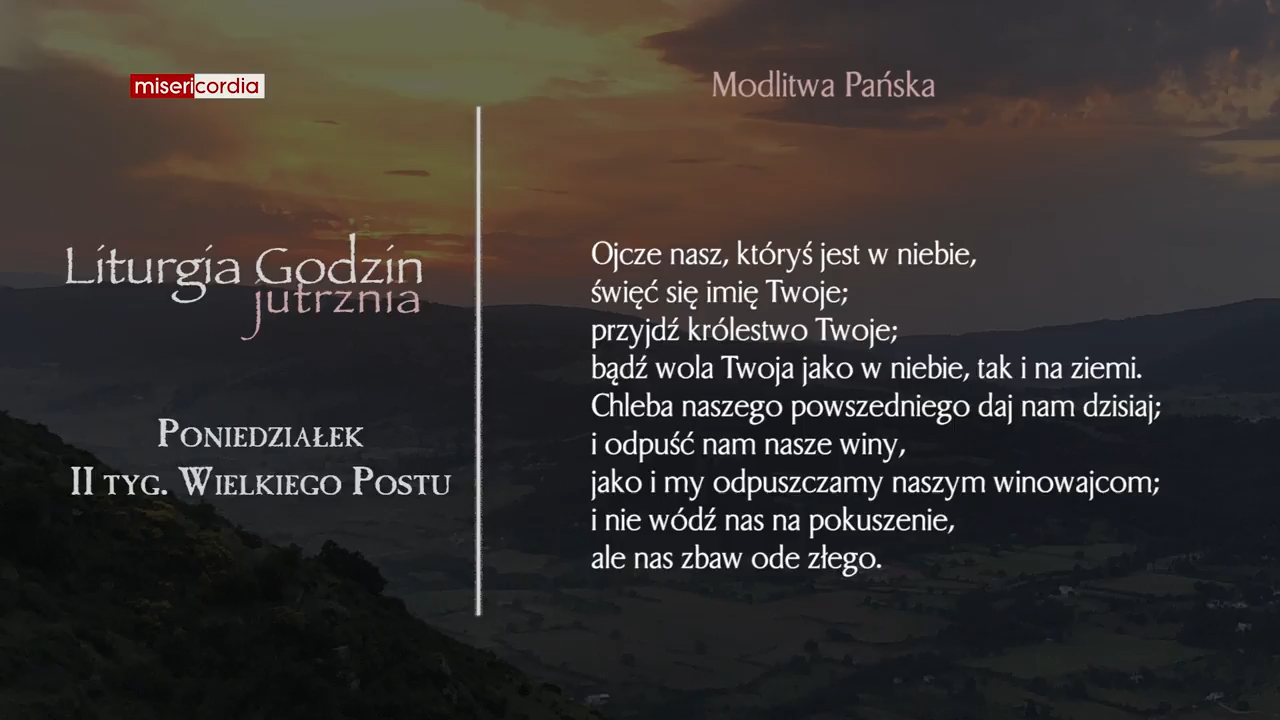 misericordia
Liturgia Godzin
jutrznia
Poniedziałek
II tyg. Wielkiego Postu
Modlitwa Pańska
Ojcze nasz, któryś jest w niebie,
święć się imię Twoje;
przyjdź królestwo Twoje;
bądź wola Twoja jako w niebie, tak i na ziemi.
Chleba naszego powszedniego daj nam dzisiaj;
i odpuść nam nasze winy,
jako i my odpuszczamy naszym winowajcom;
i nie wódź nas na pokuszenie,
ale nas zbaw ode złego.